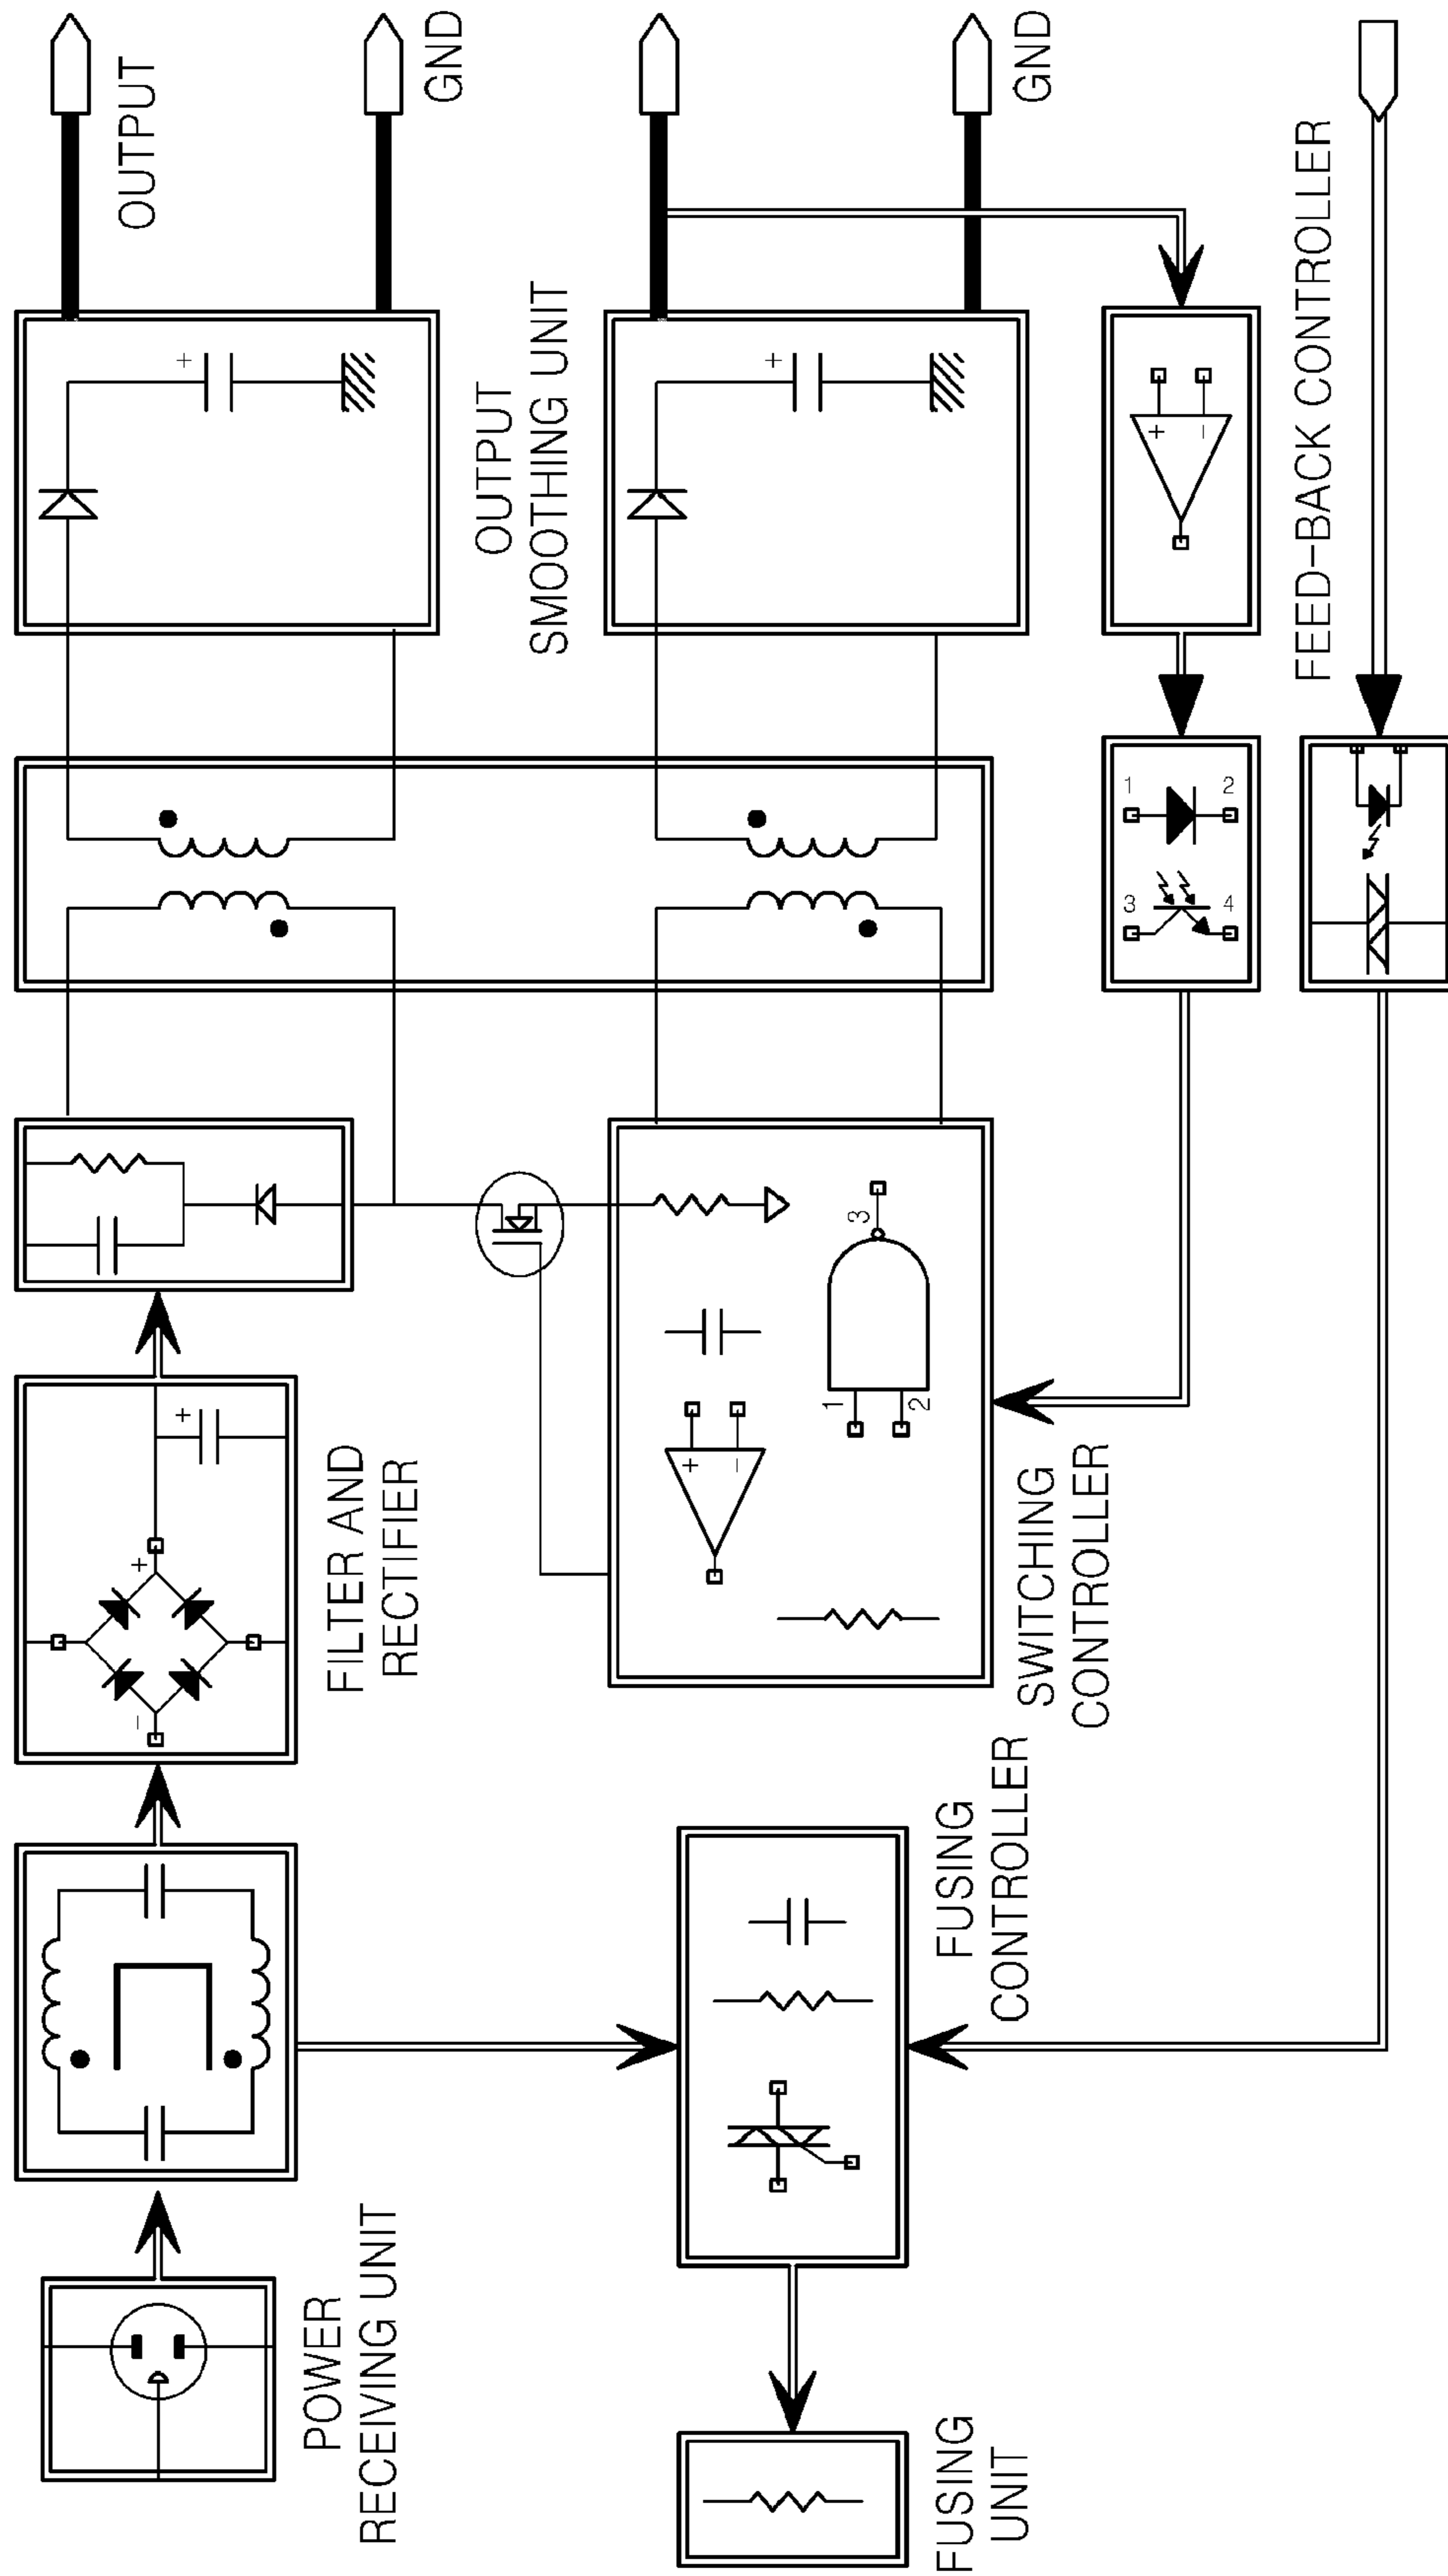 OUTPUT
GND
OUTPUT
SMOOTHING UNIT
GND
FEED-BACK CONTROLLER
+
+
+
-
1
2
3
4
FILTER AND
RECTIFIER
+
-
+
SWITCHING
CONTROLLER
+
-
1
2
3
POWER
RECEIVING UNIT
FUSING
CONTROLLER
FUSING
UNIT